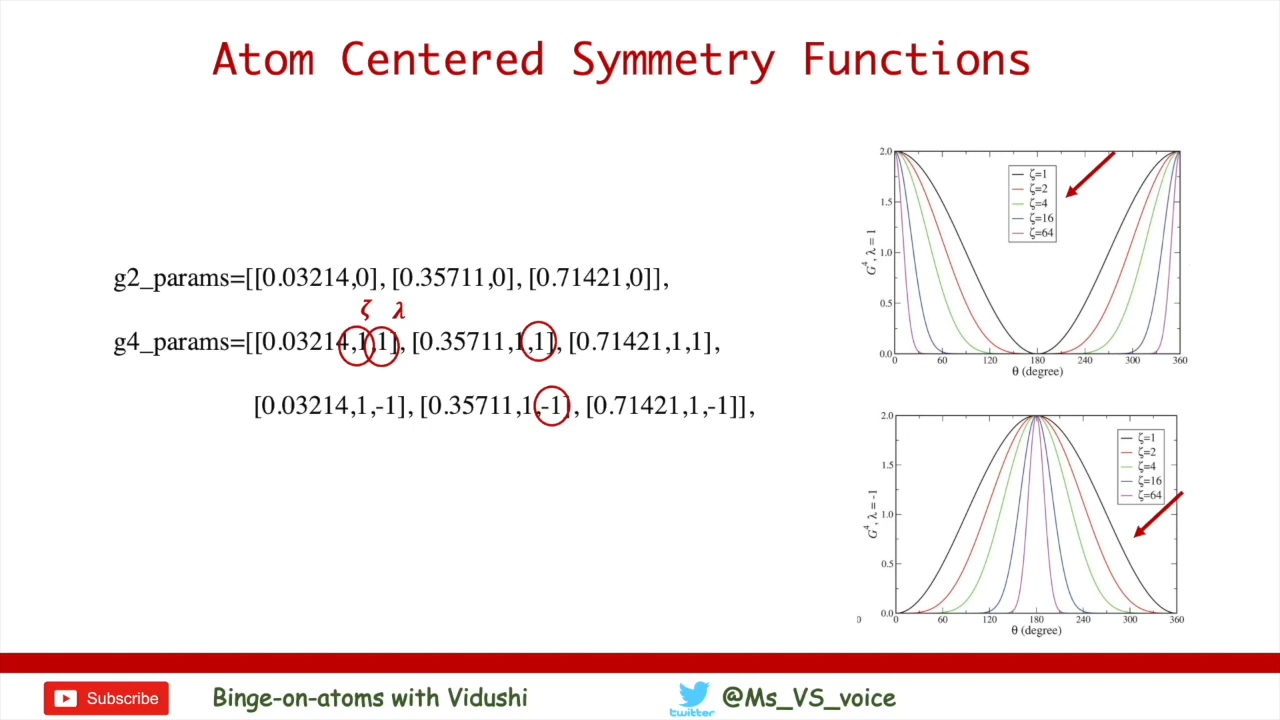 Atom Centered Symmetry Functions
g2_params=[[0.03214,0], [0.35711,0], [0.71421,0]],
ζ λ
g4_params=[[0.03214,1,1], [0.35711,1,1], [0.71421,1,1],
[0.03214,1,-1], [0.35711,1,-1], [0.71421,1,-1]],
G⁴, λ = 1
2.0
1.5
1.0
0.5
0.0
ζ=1
ζ=2
ζ=4
ζ=16
ζ=64
0 60 120 180 240 300 360
θ (degree)
G⁴, λ = -1
2.0
1.5
1.0
0.5
0.0
ζ=1
ζ=2
ζ=4
ζ=16
ζ=64
0 0 60 120 180 240 300 360
θ (degree)
Subscribe Binge-on-atoms with Vidushi twitter @Ms_VS_voice